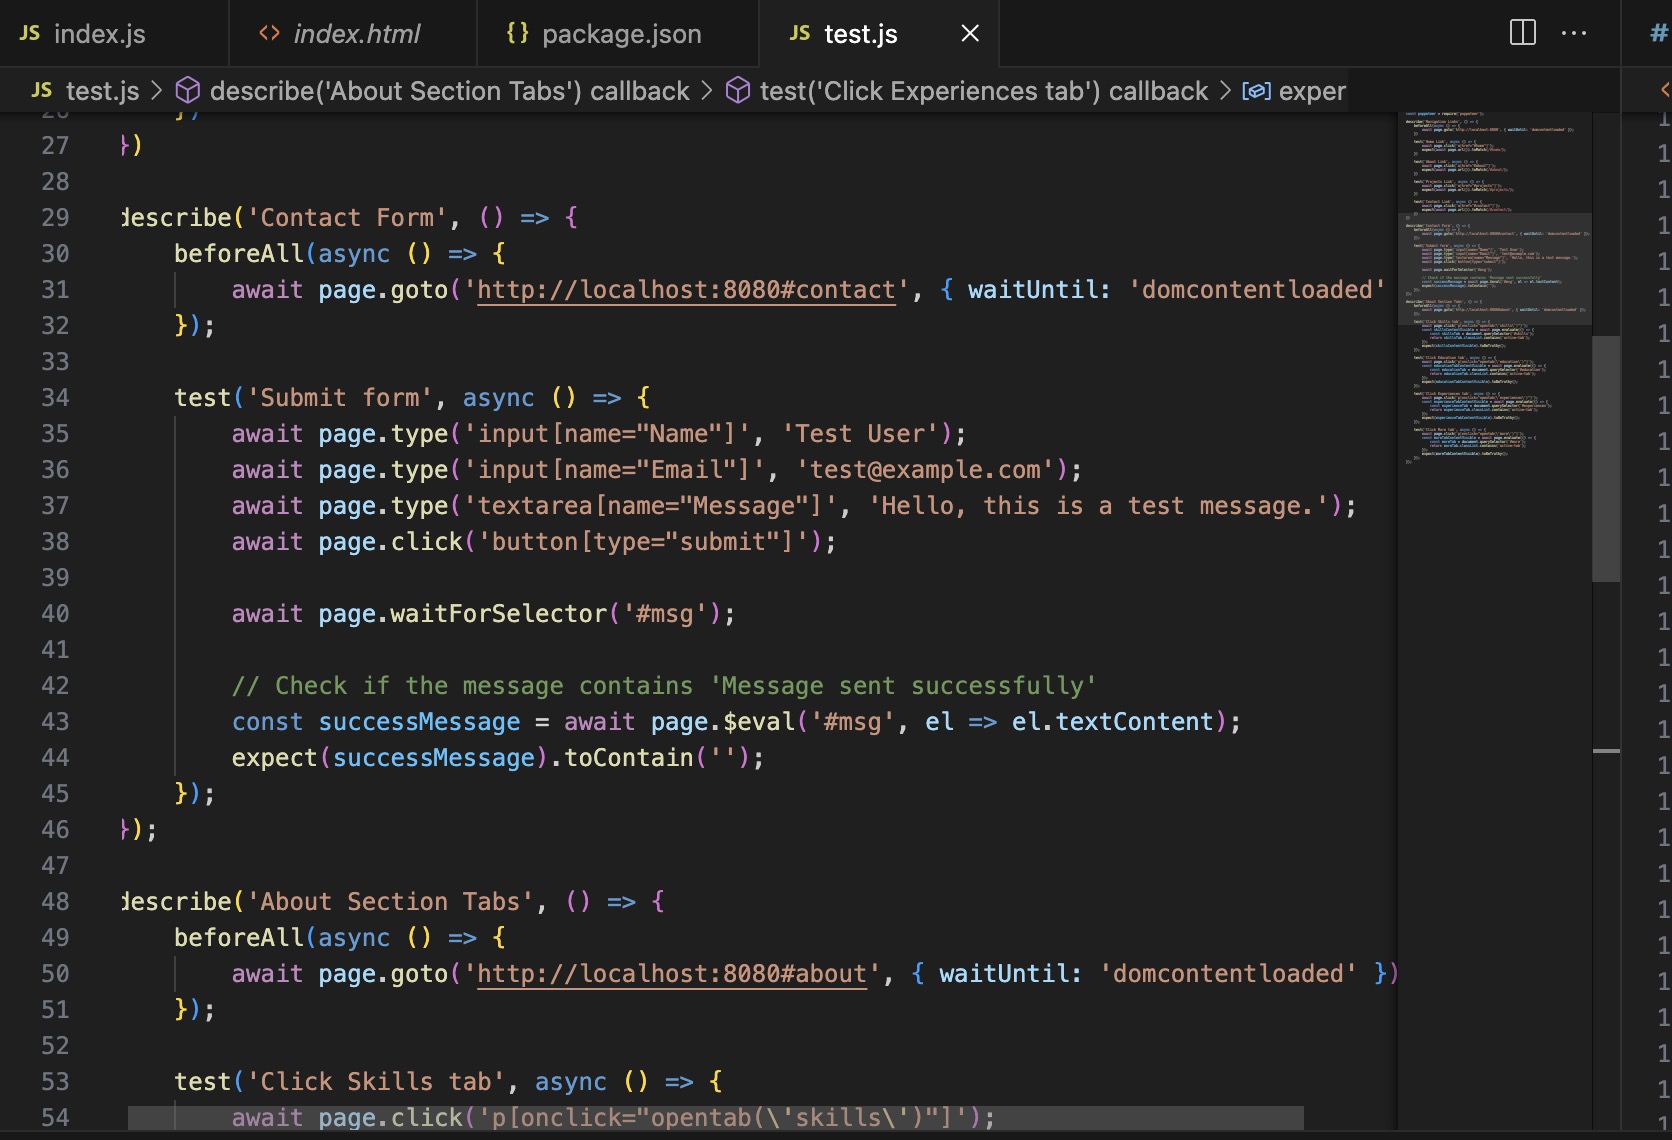 JS index.js
<> index.html
{} package.json
JS test.js
#
JS test.js > describe('About Section Tabs') callback > test('Click Experiences tab') callback > exper
26 })
27 })
28
29 describe('Contact Form', () => {
30 beforeAll(async () => {
31 await page.goto('http://localhost:8080#contact', { waitUntil: 'domcontentloaded'
32 });
33
34 test('Submit form', async () => {
35 await page.type('input[name="Name"]', 'Test User');
36 await page.type('input[name="Email"]', 'test@example.com');
37 await page.type('textarea[name="Message"]', 'Hello, this is a test message.');
38 await page.click('button[type="submit"]');
39
40 await page.waitForSelector('#msg');
41
42 // Check if the message contains 'Message sent successfully'
43 const successMessage = await page.$eval('#msg', el => el.textContent);
44 expect(successMessage).toContain('');
45 });
46 });
47
48 describe('About Section Tabs', () => {
49 beforeAll(async () => {
50 await page.goto('http://localhost:8080#about', { waitUntil: 'domcontentloaded' })
51 });
52
53 test('Click Skills tab', async () => {
54 await page.click('p[onclick="opentab(\'skills\')"]');